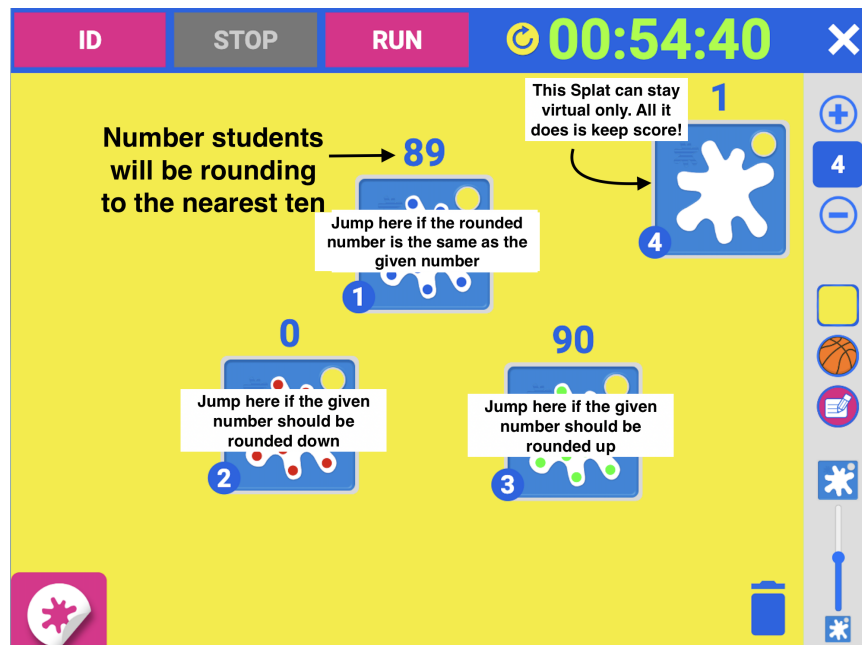 ID
STOP
RUN
00:54:40
This Splat can stay
virtual only. All it
does is keep score!
1
4
Number students
will be rounding
to the nearest ten
89
Jump here if the rounded
number is the same as the
given number
1
4
0
90
Jump here if the given
number should be
rounded down
2
Jump here if the given
number should be
rounded up
3